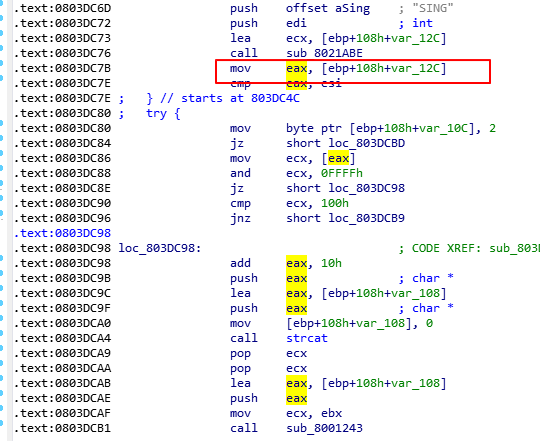 .text:0803DC6D push offset aSing ; "SING"
.text:0803DC72 push edi ; int
.text:0803DC73 lea ecx, [ebp+108h+var_12C]
.text:0803DC76 call sub_8021ABE
.text:0803DC7B mov eax, [ebp+108h+var_12C]
.text:0803DC7E cmp eax, esi
.text:0803DC7E ; } // starts at 803DC4C
.text:0803DC80 ; try {
.text:0803DC80 mov byte ptr [ebp+108h+var_10C], 2
.text:0803DC84 jz short loc_803DCBD
.text:0803DC86 mov ecx, [eax]
.text:0803DC88 and ecx, 0FFFFh
.text:0803DC8E jz short loc_803DC98
.text:0803DC90 cmp ecx, 100h
.text:0803DC96 jnz short loc_803DCB9
.text:0803DC98
.text:0803DC98 loc_803DC98: ; CODE XREF: sub_803D
.text:0803DC98 add eax, 10h
.text:0803DC9B push eax ; char *
.text:0803DC9C lea eax, [ebp+108h+var_108]
.text:0803DC9F push eax ; char *
.text:0803DCA0 mov [ebp+108h+var_108], 0
.text:0803DCA4 call strcat
.text:0803DCA9 pop ecx
.text:0803DCAA pop ecx
.text:0803DCAB lea eax, [ebp+108h+var_108]
.text:0803DCAE push eax
.text:0803DCAF mov ecx, ebx
.text:0803DCB1 call sub_8001243